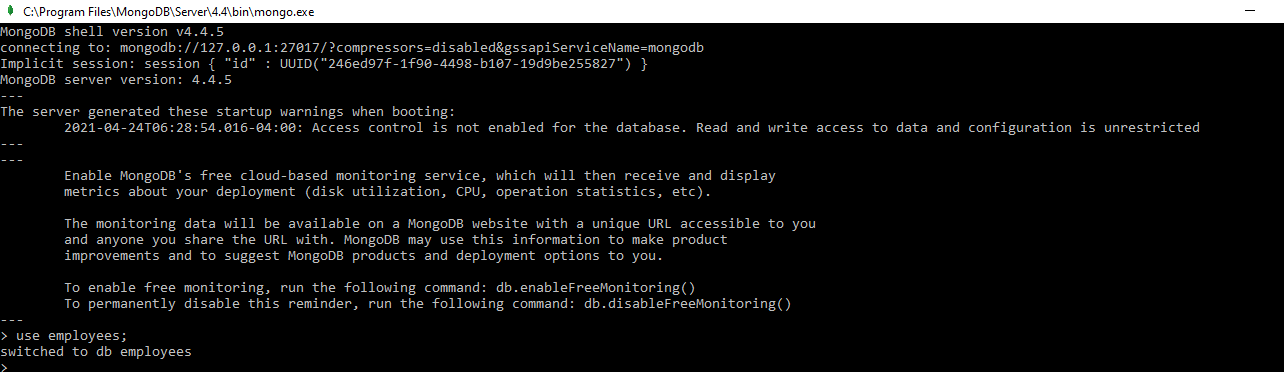 C:\Program Files\MongoDB\Server\4.4\bin\mongo.exe
MongoDB shell version v4.4.5
connecting to: mongodb://127.0.0.1:27017/?compressors=disabled&gssapiServiceName=mongodb
Implicit session: session { "id" : UUID("246ed97f-1f90-4498-b107-19d9be255827") }
MongoDB server version: 4.4.5
---
The server generated these startup warnings when booting:
        2021-04-24T06:28:54.016-04:00: Access control is not enabled for the database. Read and write access to data and configuration is unrestricted
---
---
        Enable MongoDB's free cloud-based monitoring service, which will then receive and display
        metrics about your deployment (disk utilization, CPU, operation statistics, etc).

        The monitoring data will be available on a MongoDB website with a unique URL accessible to you
        and anyone you share the URL with. MongoDB may use this information to make product
        improvements and to suggest MongoDB products and deployment options to you.

        To enable free monitoring, run the following command: db.enableFreeMonitoring()
        To permanently disable this reminder, run the following command: db.disableFreeMonitoring()
---
> use employees;
switched to db employees
>